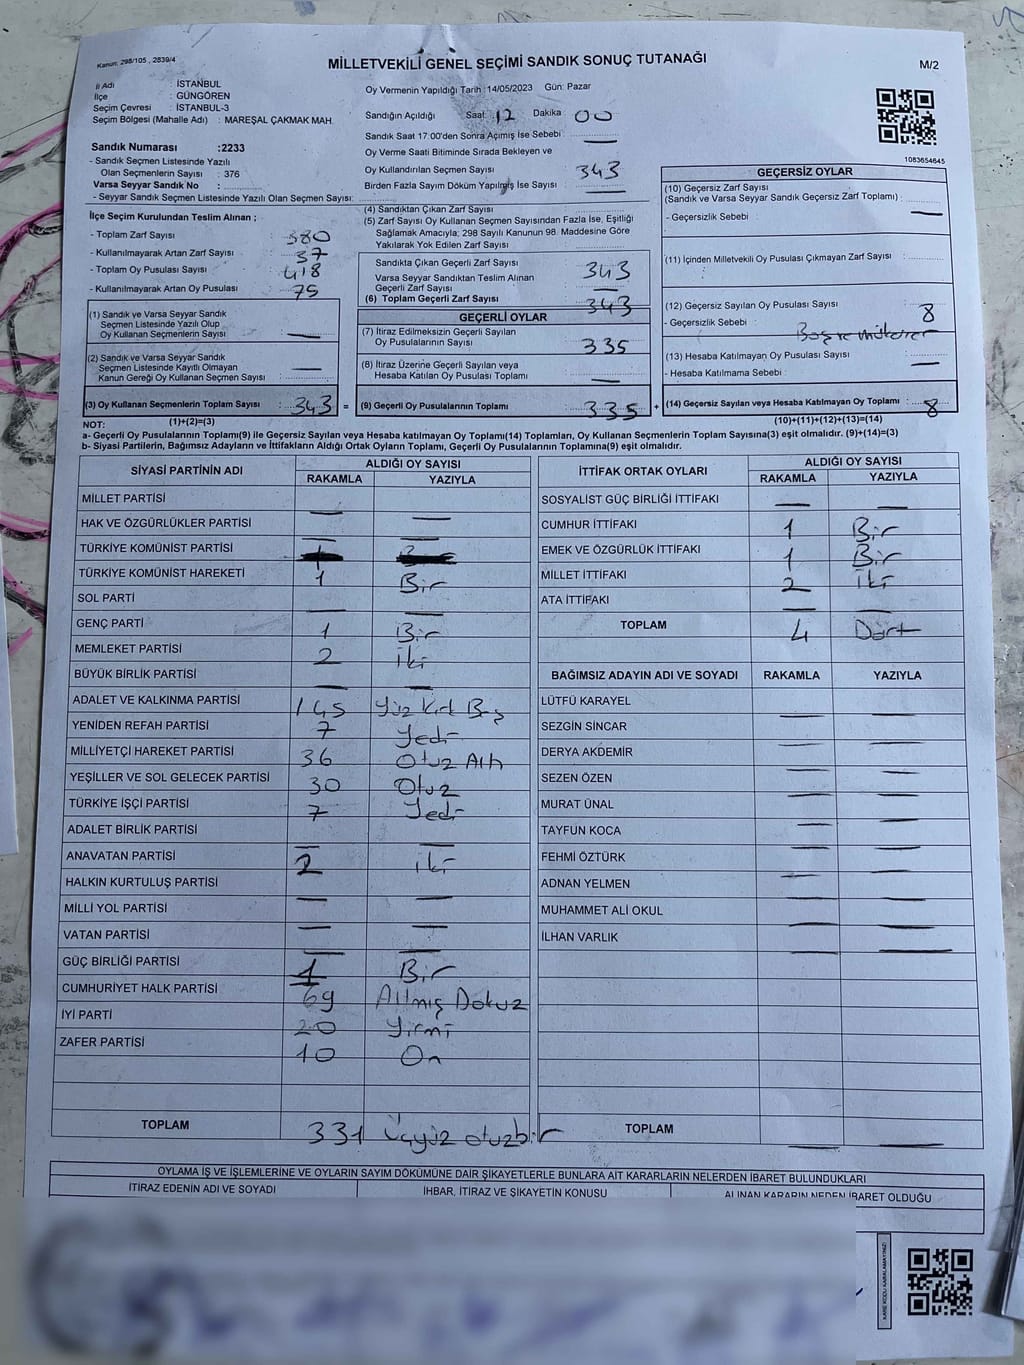 Kanun: 298/105 , 2839/4
MİLLETVEKİLİ GENEL SEÇİMİ SANDIK SONUÇ TUTANAĞI
M/2
İl Adı : İSTANBUL
İlçe : GÜNGÖREN
Seçim Çevresi : İSTANBUL-3
Seçim Bölgesi (Mahalle Adı) : MAREŞAL ÇAKMAK MAH.
Sandık Numarası :2233
- Sandık Seçmen Listesinde Yazılı
Olan Seçmenlerin Sayısı : 376
Varsa Seyyar Sandık No :
- Seyyar Sandık Seçmen Listesinde Yazılı Olan Seçmen Sayısı:
İlçe Seçim Kurulundan Teslim Alınan ;
- Toplam Zarf Sayısı 380
- Kullanılmayarak Artan Zarf Sayısı 37
- Toplam Oy Pusulası Sayısı 418
- Kullanılmayarak Artan Oy Pusulası 75
(1) Sandık ve Varsa Seyyar Sandık
Seçmen Listesinde Yazılı Olup
Oy Kullanan Seçmenlerin Sayısı —
(2) Sandık ve Varsa Seyyar Sandık
Seçmen Listesinde Kayıtlı Olmayan
Kanun Gereği Oy Kullanan Seçmen Sayısı —
(3) Oy Kullanan Seçmenlerin Toplam Sayısı 343 =
(1)+(2)=(3)
Oy Vermenin Yapıldığı Tarih : 14/05/2023 Gün: Pazar
Sandığın Açıldığı Saat: 12 Dakika 00
Sandık Saat 17:00'den Sonra Açılmış İse Sebebi —
Oy Verme Saati Bitiminde Sırada Bekleyen ve
Oy Kullandırılan Seçmen Sayısı 343
Birden Fazla Sayım Döküm Yapılmış İse Sayısı —
(4) Sandıktan Çıkan Zarf Sayısı
(5) Zarf Sayısı Oy Kullanan Seçmen Sayısından Fazla İse, Eşitliği
Sağlamak Amacıyla; 298 Sayılı Kanunun 98. Maddesine Göre
Yakılarak Yok Edilen Zarf Sayısı
Sandıkta Çıkan Geçerli Zarf Sayısı 343
Varsa Seyyar Sandıktan Teslim Alınan
Geçerli Zarf Sayısı —
(6) Toplam Geçerli Zarf Sayısı 343
GEÇERLİ OYLAR
(7) İtiraz Edilmeksizin Geçerli Sayılan
Oy Pusulalarının Sayısı 335
(8) İtiraz Üzerine Geçerli Sayılan veya
Hesaba Katılan Oy Pusulası Toplamı —
(9) Geçerli Oy Pusulalarının Toplamı 335 +
1083654645
GEÇERSİZ OYLAR
(10) Geçersiz Zarf Sayısı
(Sandık ve Varsa Seyyar Sandık Geçersiz Zarf Toplamı) :
- Geçersizlik Sebebi : —
(11) İçinden Milletvekili Oy Pusulası Çıkmayan Zarf Sayısı
(12) Geçersiz Sayılan Oy Pusulası Sayısı 8
- Geçersizlik Sebebi :
(13) Hesaba Katılmayan Oy Pusulası Sayısı —
- Hesaba Katılmama Sebebi :
(14) Geçersiz Sayılan veya Hesaba Katılmayan Oy Toplamı 8
(10)+(11)+(12)+(13)=(14)
NOT:
a- Geçerli Oy Pusulalarının Toplamı(9) ile Geçersiz Sayılan veya Hesaba katılmayan Oy Toplamı(14) Toplamları, Oy Kullanan Seçmenlerin Toplam Sayısına(3) eşit olmalıdır. (9)+(14)=(3)
b- Siyasi Partilerin, Bağımsız Adayların ve İttifakların Aldığı Ortak Oyların Toplamı, Geçerli Oy Pusulalarının Toplamına(9) eşit olmalıdır.
SİYASİ PARTİNİN ADI ALDIĞI OY SAYISI
RAKAMLA YAZIYLA
MİLLET PARTİSİ —
HAK VE ÖZGÜRLÜKLER PARTİSİ — —
TÜRKİYE KOMÜNİST PARTİSİ
TÜRKİYE KOMÜNİST HAREKETİ 1 Bir
SOL PARTİ — —
GENÇ PARTİ 1 Bir
MEMLEKET PARTİSİ 2 İki
BÜYÜK BİRLİK PARTİSİ — —
ADALET VE KALKINMA PARTİSİ 145 Yüz Kırk Beş
YENİDEN REFAH PARTİSİ 7 Yedi
MİLLİYETÇİ HAREKET PARTİSİ 36 Otuz Altı
YEŞİLLER VE SOL GELECEK PARTİSİ 30 Otuz
TÜRKİYE İŞÇİ PARTİSİ 7 Yedi
ADALET BİRLİK PARTİSİ — —
ANAVATAN PARTİSİ 2 iki
HALKIN KURTULUŞ PARTİSİ — —
MİLLİ YOL PARTİSİ — —
VATAN PARTİSİ — —
GÜÇ BİRLİĞİ PARTİSİ 1 Bir
CUMHURİYET HALK PARTİSİ 69 Altmış Dokuz
İYİ PARTİ 20 Yirmi
ZAFER PARTİSİ 10 On
TOPLAM 331 Üçyüz otuzbir
İTTİFAK ORTAK OYLARI ALDIĞI OY SAYISI
RAKAMLA YAZIYLA
SOSYALİST GÜÇ BİRLİĞİ İTTİFAKI — —
CUMHUR İTTİFAKI 1 Bir
EMEK VE ÖZGÜRLÜK İTTİFAKI 1 Bir
MİLLET İTTİFAKI 2 İki
ATA İTTİFAKI — —
TOPLAM 4 Dört
BAĞIMSIZ ADAYIN ADI VE SOYADI RAKAMLA YAZIYLA
LÜTFÜ KARAYEL — —
SEZGİN SİNCAR — —
DERYA AKDEMİR — —
SEZEN ÖZEN — —
MURAT ÜNAL — —
TAYFUN KOCA — —
FEHMİ ÖZTÜRK — —
ADNAN YELMEN — —
MUHAMMET ALİ OKUL — —
İLHAN VARLIK — —
TOPLAM — —
OYLAMA İŞ VE İŞLEMLERİNE VE OYLARIN SAYIM DÖKÜMÜNE DAİR ŞİKAYETLERLE BUNLARA AİT KARARLARIN NELERDEN İBARET BULUNDUKLARI
İTİRAZ EDENİN ADI VE SOYADI İHBAR, İTİRAZ VE ŞİKAYETİN KONUSU ALINAN KARARIN NEDEN İBARET OLDUĞU
KARE KODU KARALAMAYINIZ!